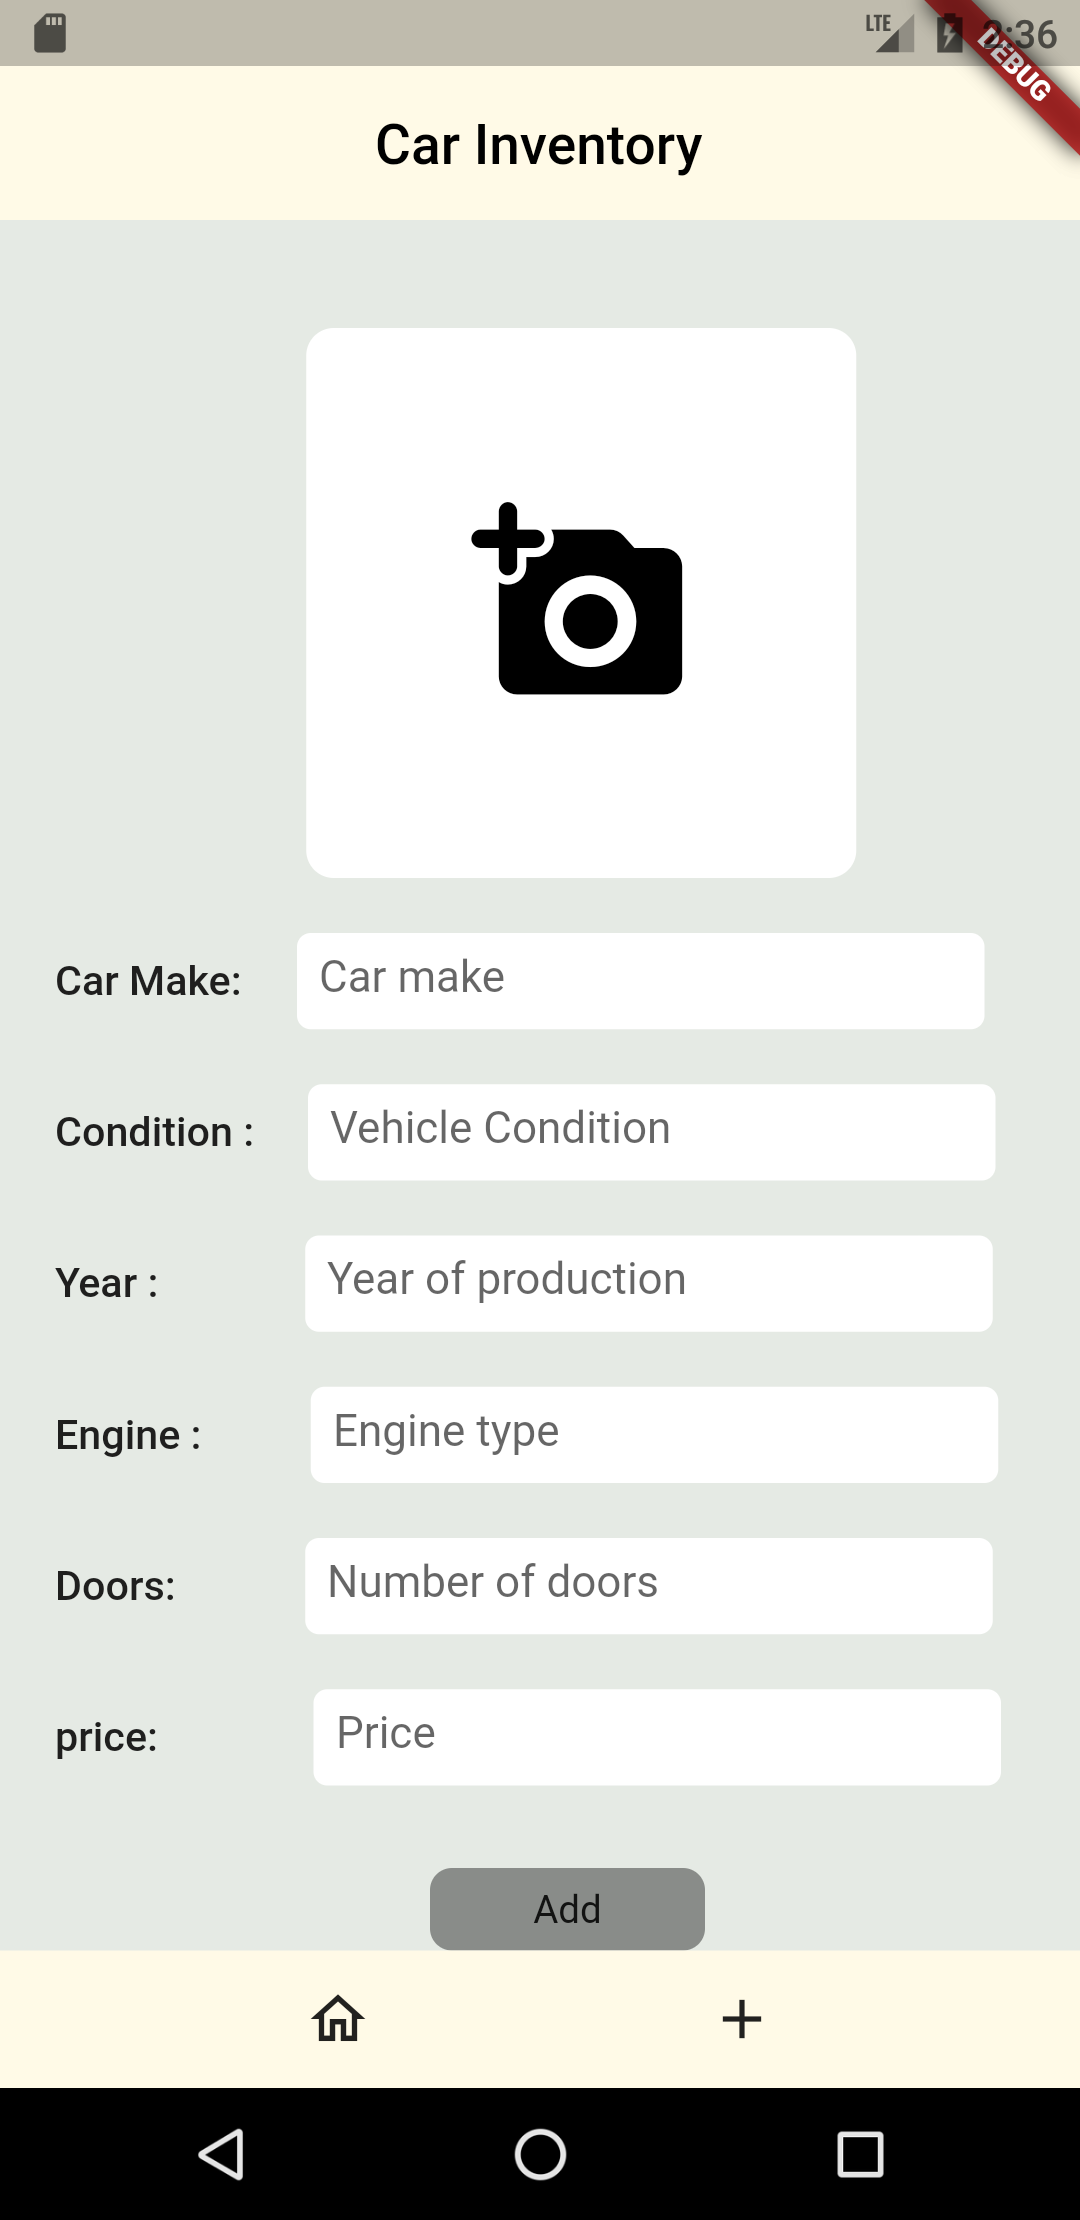 LTE 2:36
DEBUG
Car Inventory
Car Make: Car make
Condition : Vehicle Condition
Year : Year of production
Engine : Engine type
Doors: Number of doors
price: Price
Add